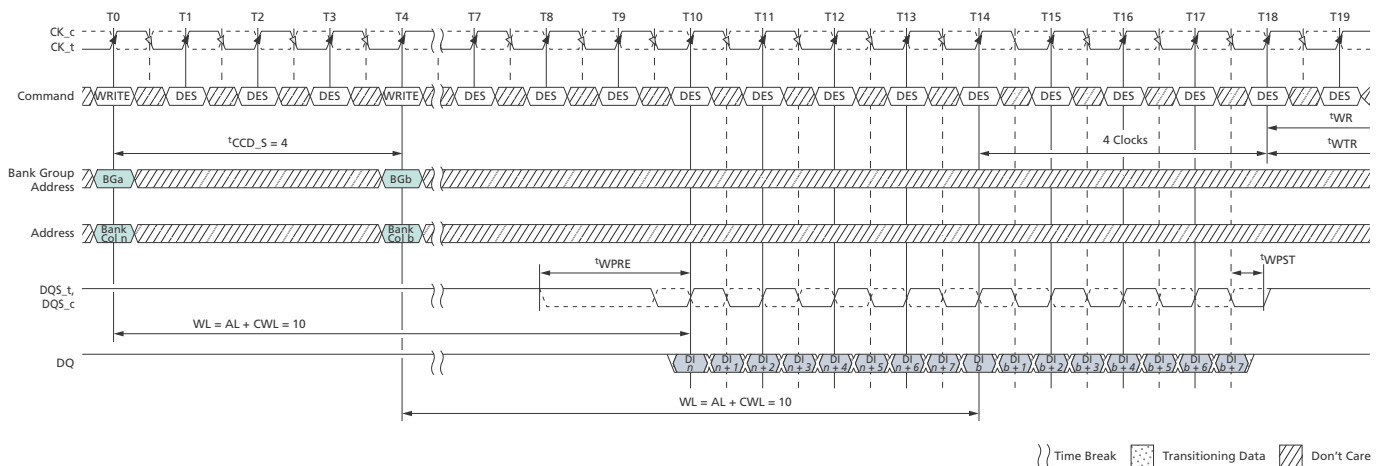 T0 T1 T2 T3 T4 T7 T8 T9 T10 T11 T12 T13 T14 T15 T16 T17 T18 T19
CK_c
CK_t
Command WRITE DES DES DES WRITE DES DES DES DES DES DES DES DES DES DES DES DES DES
tCCD_S = 4 4 Clocks tWR
tWTR
Bank Group
Address BGa BGb
Address Bank
Col n Bank
Col b
tWPRE tWPST
DQS_t,
DQS_c
WL = AL + CWL = 10
DQ DI
n DI
n + 1 DI
n + 2 DI
n + 3 DI
n + 4 DI
n + 5 DI
n + 6 DI
n + 7 DI
b DI
b + 1 DI
b + 2 DI
b + 3 DI
b + 4 DI
b + 5 DI
b + 6 DI
b + 7
WL = AL + CWL = 10
Time Break Transitioning Data Don't Care